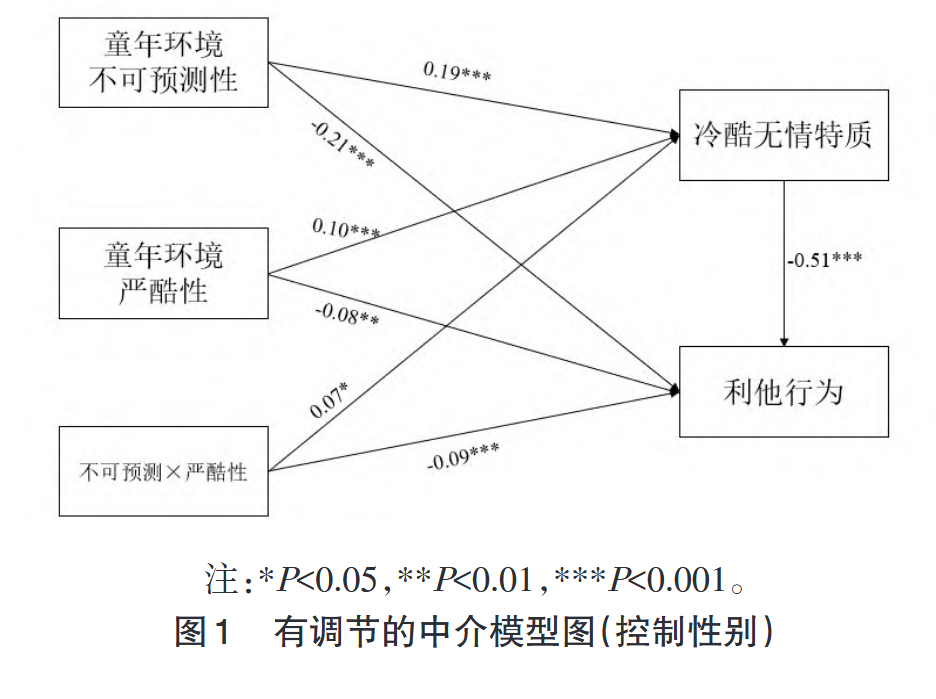 童年环境
不可预测性
0.19***
冷酷无情特质
-0.21***
童年环境
严酷性
0.10***
-0.51***
-0.08**
利他行为
0.07*
不可预测×严酷性
-0.09***
注:*P<0.05,**P<0.01,***P<0.001。
图1 有调节的中介模型图(控制性别)